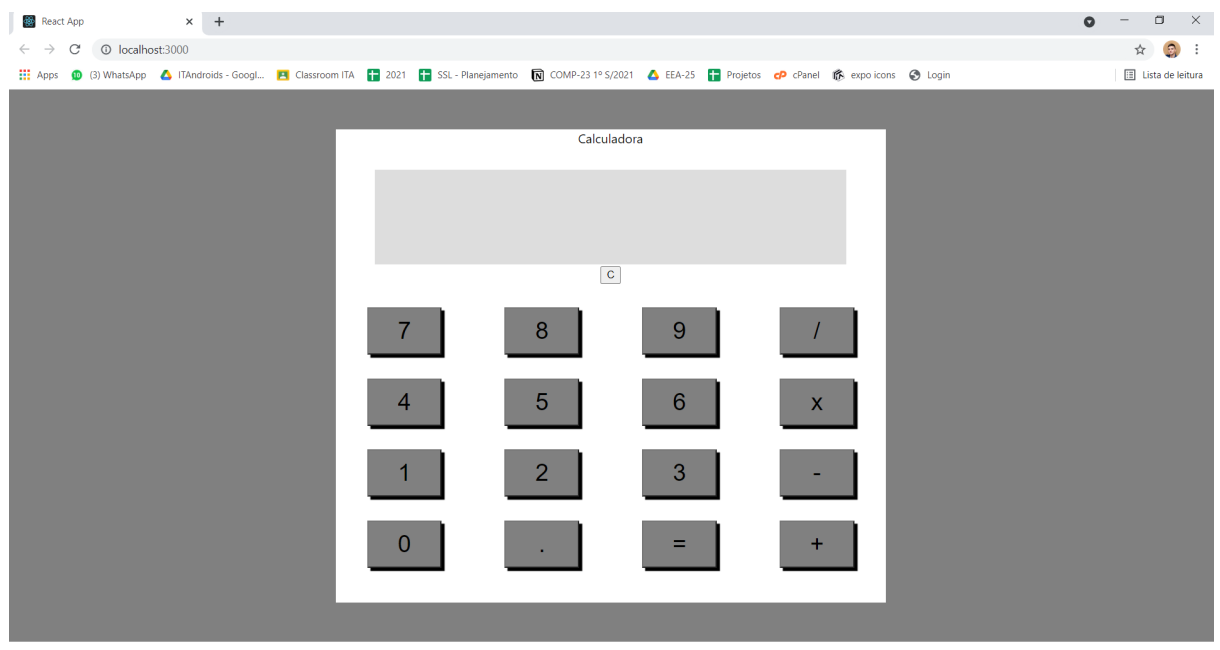 React App
localhost:3000
Apps (3) WhatsApp ITAndroids - Googl... Classroom ITA 2021 SSL - Planejamento COMP-23 1º S/2021 EEA-25 Projetos cPanel expo icons Login Lista de leitura
Calculadora
C
7 8 9 /
4 5 6 x
1 2 3 -
0 . = +